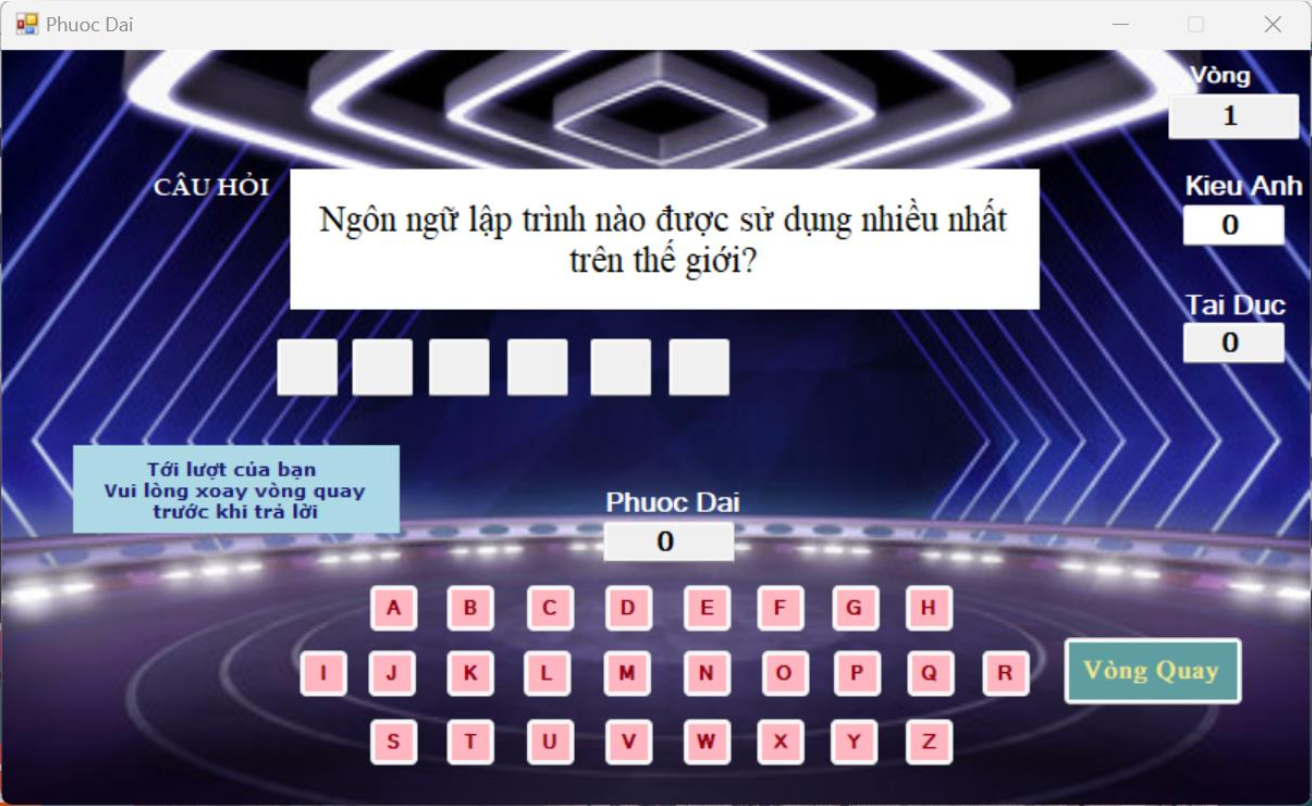 Phuoc Dai
Vòng
1
CÂU HỎI
Ngôn ngữ lập trình nào được sử dụng nhiều nhất
trên thế giới?
Kieu Anh
0
Tai Duc
0
Tới lượt của bạn
Vui lòng xoay vòng quay
trước khi trả lời
Phuoc Dai
0
A B C D E F G H
I J K L M N O P Q R
Vòng Quay
S T U V W X Y Z